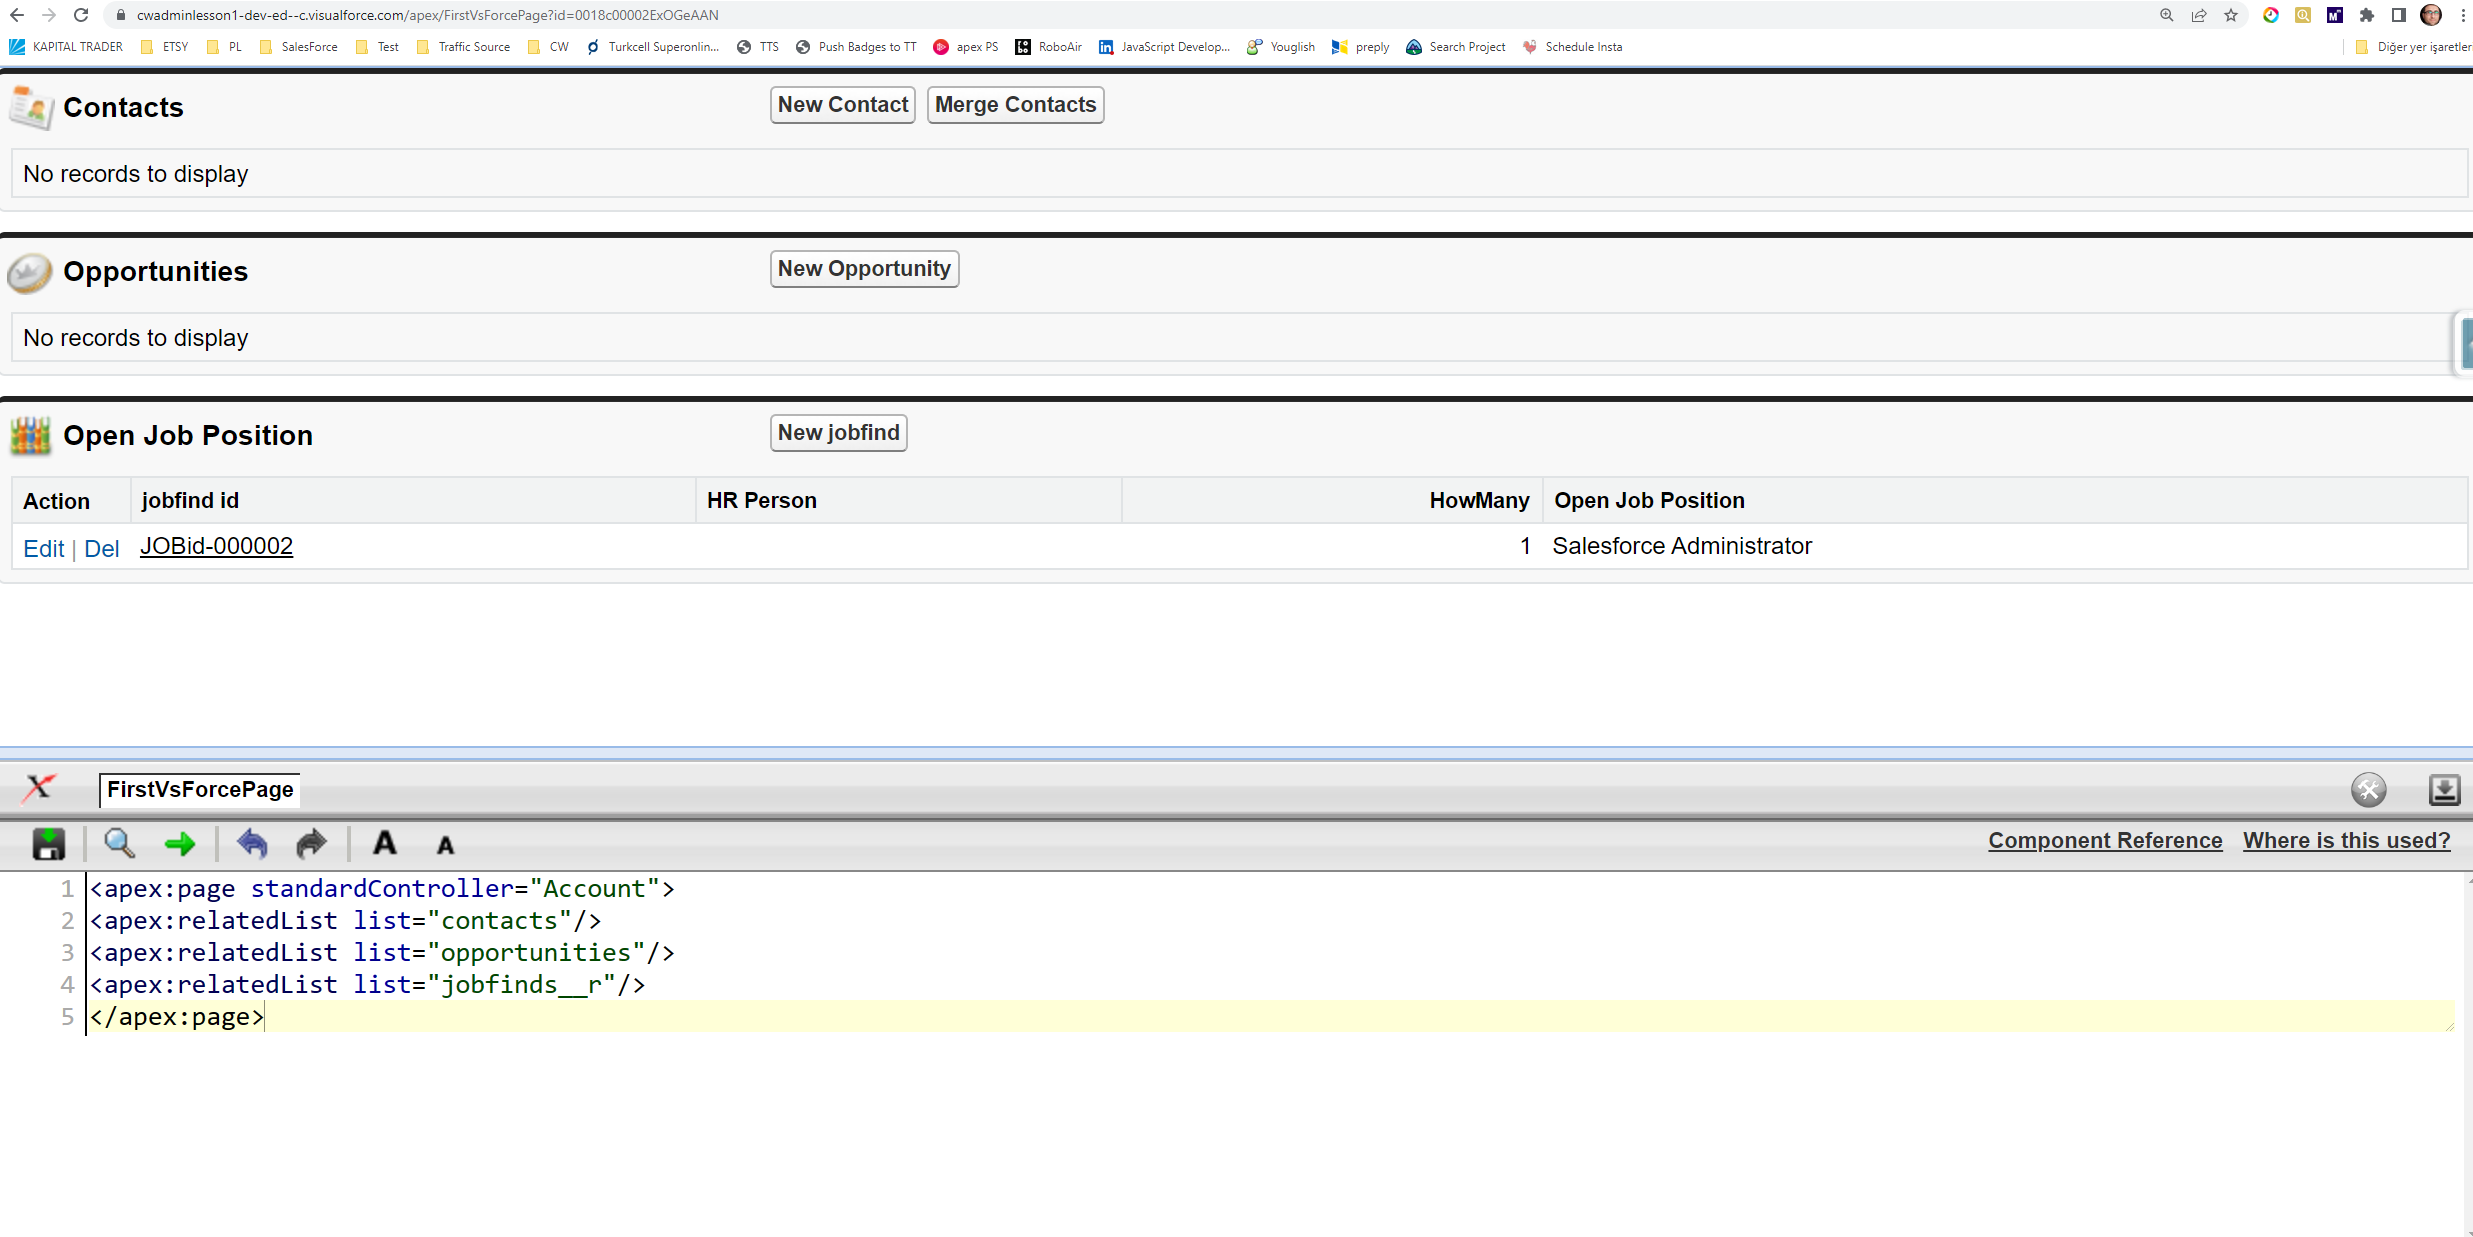 cwadminlesson1-dev-ed--c.visualforce.com/apex/FirstVsForcePage?id=0018c00002ExOGeAAN
KAPITAL TRADER ETSY PL SalesForce Test Traffic Source CW Turkcell Superonlin... TTS Push Badges to TT apex PS RoboAir JavaScript Develop... Youglish preply Search Project Schedule Insta Diğer yer işaretler
Contacts New Contact Merge Contacts
No records to display
Opportunities New Opportunity
No records to display
Open Job Position New jobfind
Action jobfind id HR Person HowMany Open Job Position
Edit | Del JOBid-000002 1 Salesforce Administrator
FirstVsForcePage
A A Component Reference Where is this used?
1 <apex:page standardController="Account">
2 <apex:relatedList list="contacts"/>
3 <apex:relatedList list="opportunities"/>
4 <apex:relatedList list="jobfinds__r"/>
5 </apex:page>